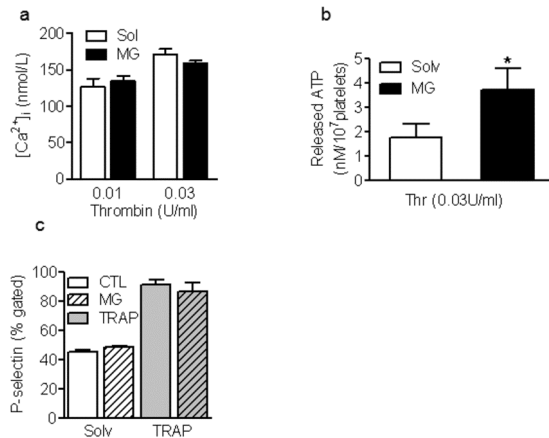 a
[Ca2+]i (nmol/L)
200
150
100
50
0
Sol
MG
0.01
0.03
Thrombin (U/ml)
b
Released ATP
(nM/10^7platelets)
5
4
3
2
1
0
Solv
MG
*
Thr (0.03U/ml)
c
P-selectin (% gated)
100
80
60
40
20
0
CTL
MG
TRAP
Solv
TRAP